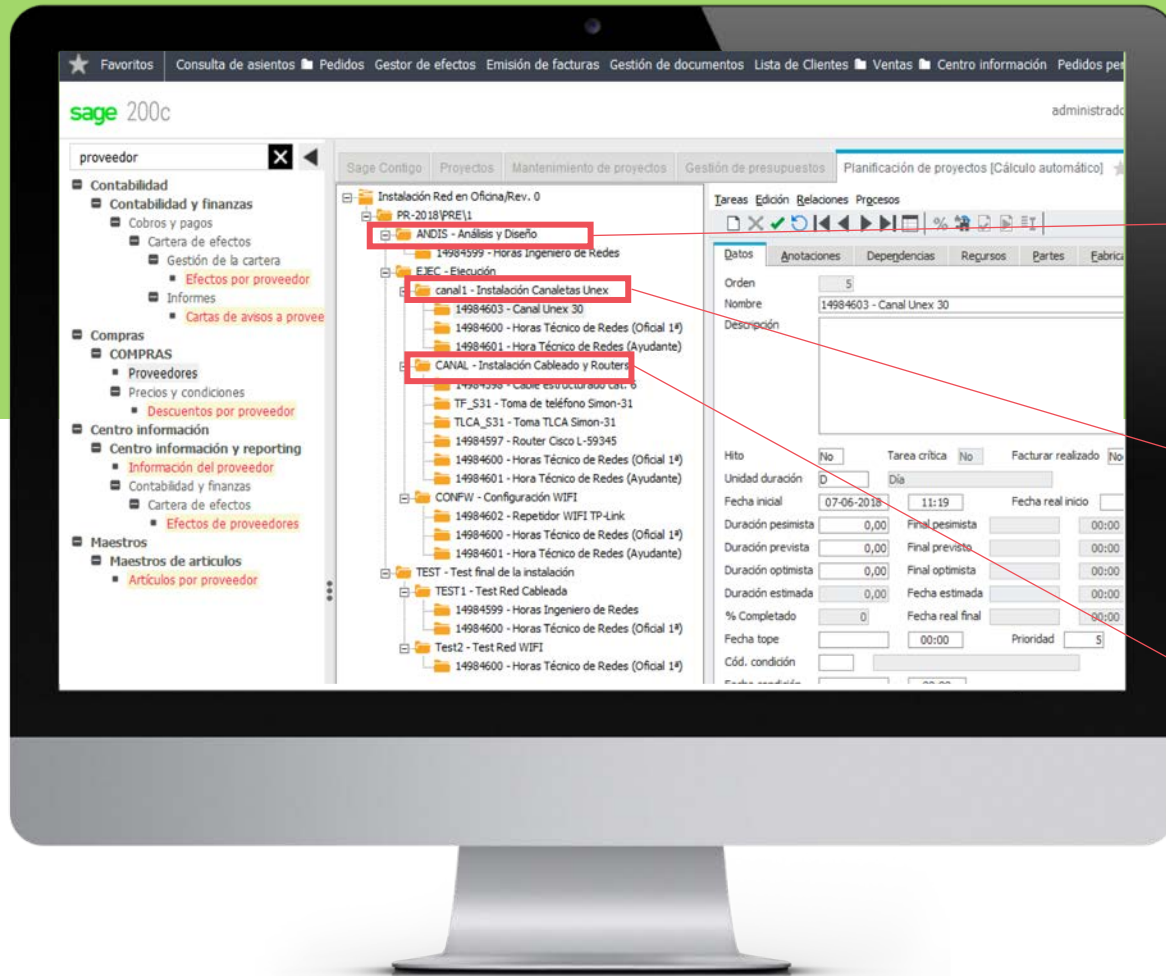 Favoritos Consulta de asientos Pedidos Gestor de efectos Emisión de facturas Gestión de documentos Lista de Clientes Ventas Centro información Pedidos per
sage 200c
administrado
proveedor
Contabilidad
Contabilidad y finanzas
Cobros y pagos
Cartera de efectos
Gestión de la cartera
Efectos por proveedor
Informes
Cartas de avisos a provee
Compras
COMPRAS
Proveedores
Precios y condiciones
Descuentos por proveedor
Centro información
Centro información y reporting
Información del proveedor
Contabilidad y finanzas
Cartera de efectos
Efectos de proveedores
Maestros
Maestros de articulos
Artículos por proveedor
Sage Contigo Proyectos Mantenimiento de proyectos Gestión de presupuestos Planificación de proyectos [Cálculo automático]
Instalación Red en Oficina/Rev. 0
PR-2018\PRE\1
ANDIS - Análisis y Diseño
14984599 - Horas Ingeniero de Redes
EJEC - Ejecución
canal1 - Instalación Canaletas Unex
14984603 - Canal Unex 30
14984600 - Horas Técnico de Redes (Oficial 1ª)
14984601 - Hora Técnico de Redes (Ayudante)
CANAL - Instalación Cableado y Routers
14984598 - Cable estructurado cat. 6
TF_S31 - Toma de teléfono Simon-31
TLCA_S31 - Toma TLCA Simon-31
14984597 - Router Cisco L-59345
14984600 - Horas Técnico de Redes (Oficial 1ª)
14984601 - Hora Técnico de Redes (Ayudante)
CONFW - Configuración WIFI
14984602 - Repetidor WIFI TP-Link
14984600 - Horas Técnico de Redes (Oficial 1ª)
14984601 - Hora Técnico de Redes (Ayudante)
TEST - Test final de la instalación
TEST1 - Test Red Cableada
14984599 - Horas Ingeniero de Redes
14984600 - Horas Técnico de Redes (Oficial 1ª)
Test2 - Test Red WIFI
14984600 - Horas Técnico de Redes (Oficial 1ª)
Tareas Edición Relaciones Procesos
Datos Anotaciones Dependencias Recursos Partes Fabrica
Orden 5
Nombre 14984603 - Canal Unex 30
Descripción
Hito No Tarea crítica No Facturar realizado No
Unidad duración D Día
Fecha inicial 07-06-2018 11:19 Fecha real inicio
Duración pesimista 0,00 Final pesimista 00:00
Duración prevista 0,00 Final previsto 00:00
Duración optimista 0,00 Final optimista 00:00
Duración estimada 0,00 Fecha estimada 00:00
% Completado 0 Fecha real final 00:00
Fecha tope 00:00 Prioridad 5
Cód. condición
Fecha condición 00:00